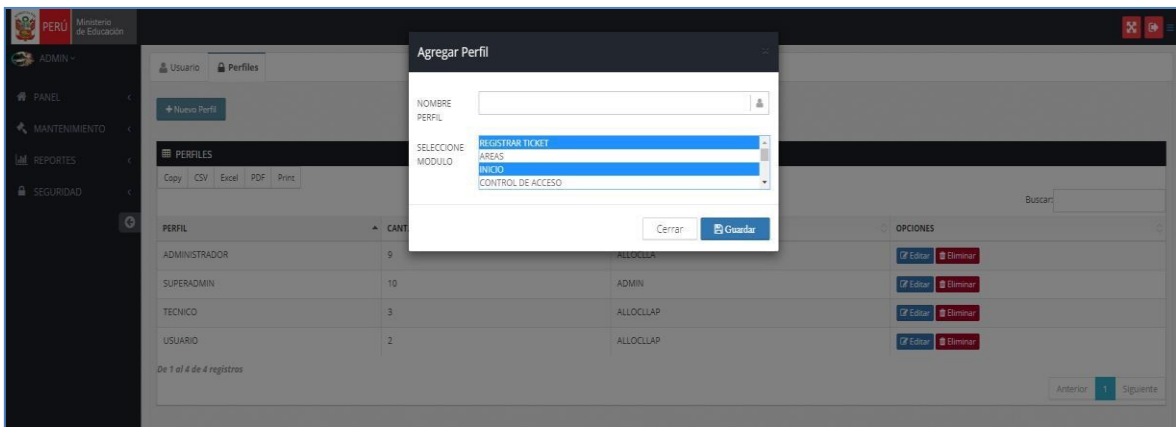 PERÚ
Ministerio
de Educación
ADMIN
PANEL
MANTENIMIENTO
REPORTES
SEGURIDAD
Usuario Perfiles
+Nuevo Perfil
Agregar Perfil
NOMBRE
PERFIL
SELECCIONE
MODULO
REGISTRAR TICKET
AREAS
INICIO
CONTROL DE ACCESO
Cerrar Guardar
PERFILES
Copy CSV Excel PDF Print
Buscar:
PERFIL CANT. OPCIONES
ADMINISTRADOR 9 ALLOCLLA Editar Eliminar
SUPERADMIN 10 ADMIN Editar Eliminar
TECNICO 3 ALLOCLLAP Editar Eliminar
USUARIO 2 ALLOCLLAP Editar Eliminar
De 1 al 4 de 4 registros
Anterior 1 Siguiente